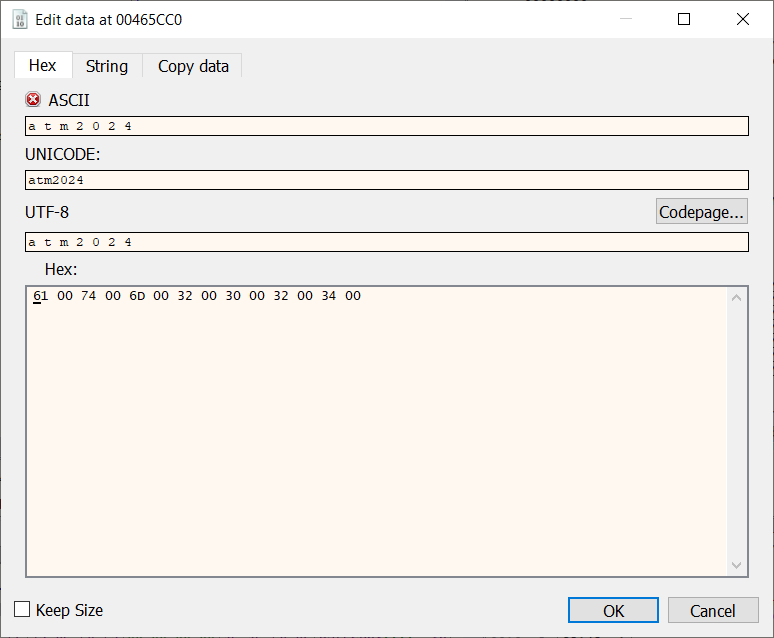 Edit data at 00465CC0
Hex String Copy data
ASCII
a t m 2 0 2 4
UNICODE:
atm2024
UTF-8 Codepage...
a t m 2 0 2 4
Hex:
61 00 74 00 6D 00 32 00 30 00 32 00 34 00
Keep Size OK Cancel